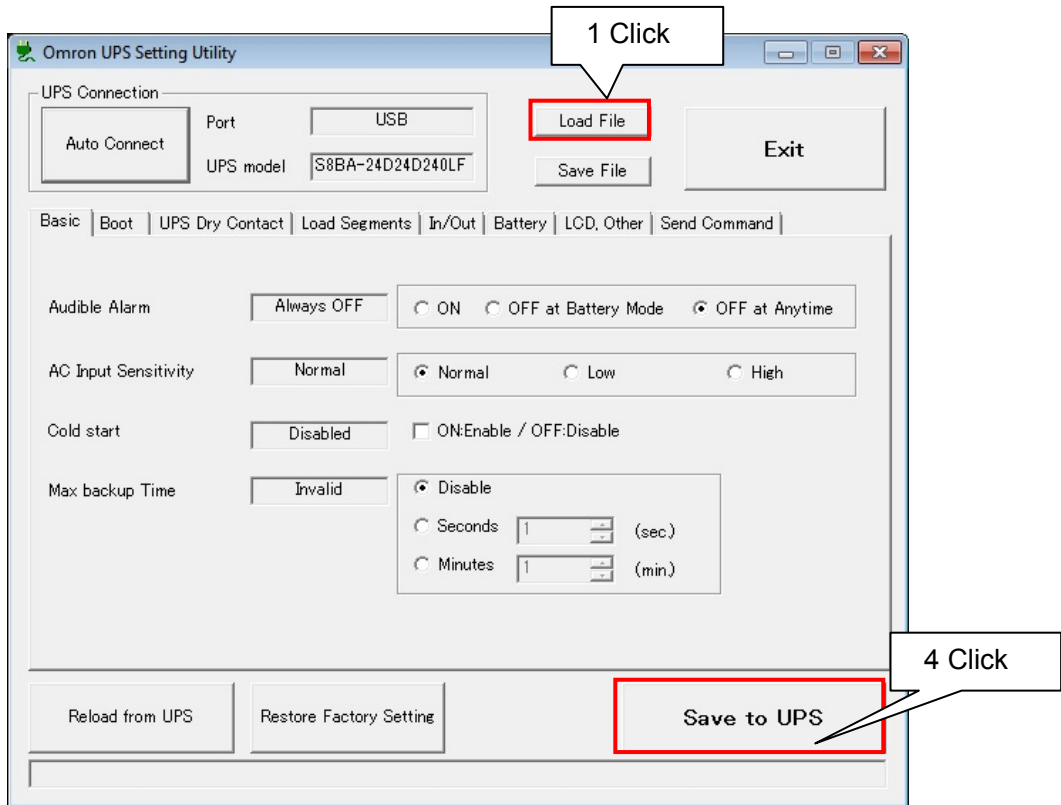 1 Click
Omron UPS Setting Utility
UPS Connection
Auto Connect
Port
USB
UPS model
S8BA-24D24D240LF
Load File
Save File
Exit
Basic Boot UPS Dry Contact Load Segments In/Out Battery LCD, Other Send Command
Audible Alarm Always OFF ON OFF at Battery Mode OFF at Anytime
AC Input Sensitivity Normal Normal Low High
Cold start Disabled ON:Enable / OFF:Disable
Max backup Time Invalid Disable
Seconds 1 (sec.)
Minutes 1 (min.)
4 Click
Reload from UPS Restore Factory Setting Save to UPS